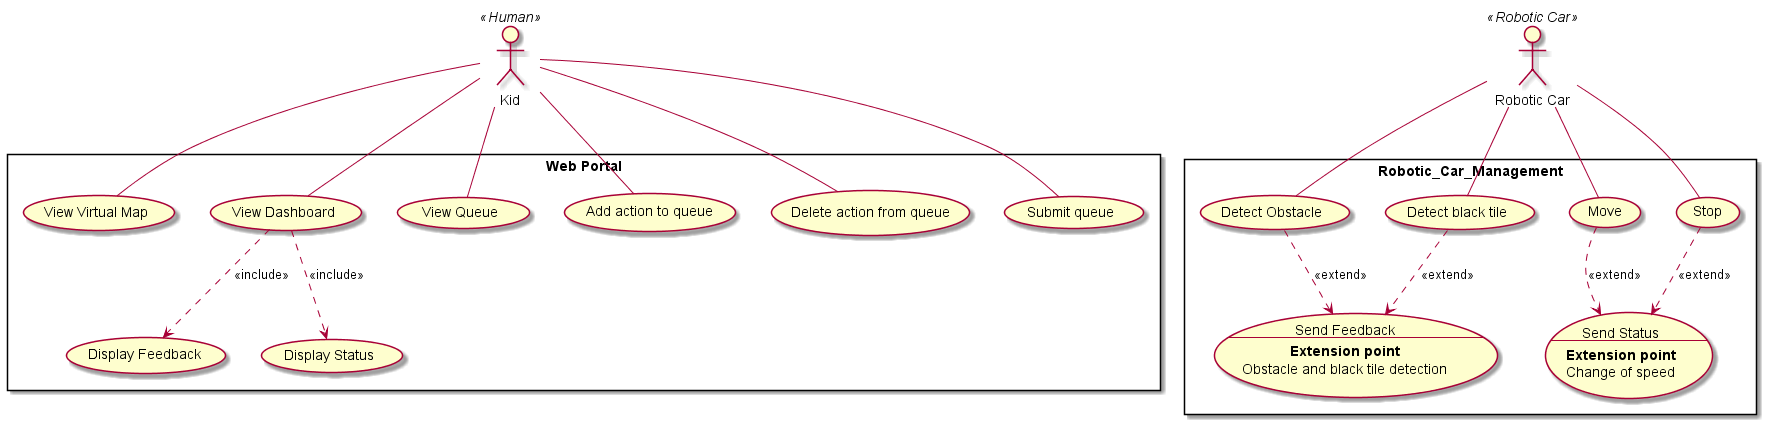 «Human»
Kid
Web Portal
View Virtual Map
View Dashboard
View Queue
Add action to queue
Delete action from queue
Submit queue
«include»
«include»
Display Feedback
Display Status
«Robotic Car»
Robotic Car
Robotic_Car_Management
Detect Obstacle
Detect black tile
Move
Stop
«extend»
«extend»
«extend»
«extend»
Send Feedback
Extension point
Obstacle and black tile detection
Send Status
Extension point
Change of speed